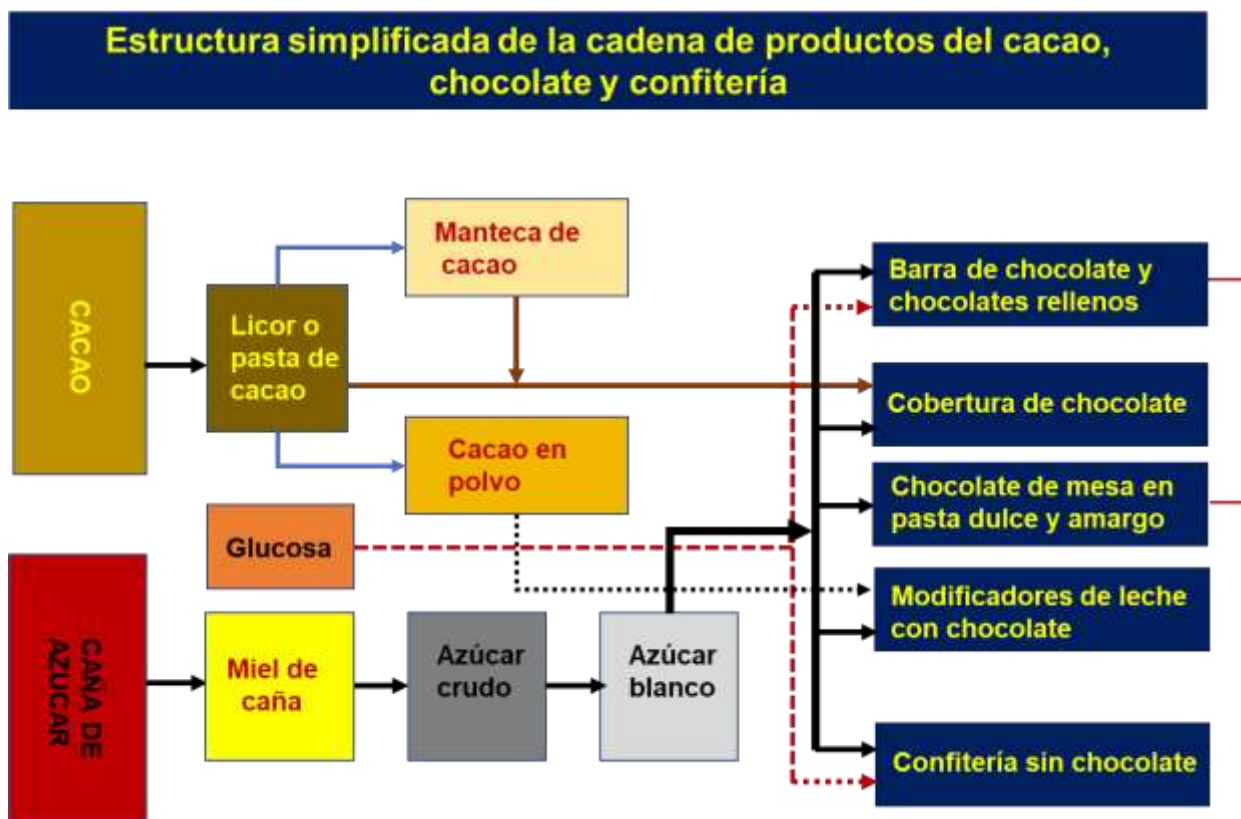 Estructura simplificada de la cadena de productos del cacao,
chocolate y confitería
CACAO
Licor o
pasta de
cacao
Manteca de
cacao
Cacao en
polvo
Glucosa
CAÑA DE
AZUCAR
Miel de
caña
Azúcar
crudo
Azúcar
blanco
Barra de chocolate y
chocolates rellenos
Cobertura de chocolate
Chocolate de mesa en
pasta dulce y amargo
Modificadores de leche
con chocolate
Confitería sin chocolate